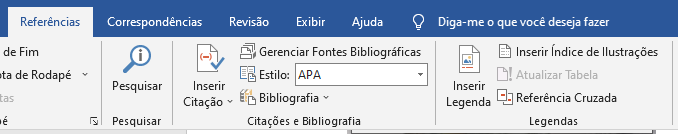 Referências Correspondências Revisão Exibir Ajuda Diga-me o que você deseja fazer
de Fim
ota de Rodapé
tas
Pesquisar
Pesquisar
Inserir Citação
Gerenciar Fontes Bibliográficas
Estilo: APA
Bibliografia
Citações e Bibliografia
Inserir Legenda
Inserir Índice de Ilustrações
Atualizar Tabela
Referência Cruzada
Legendas